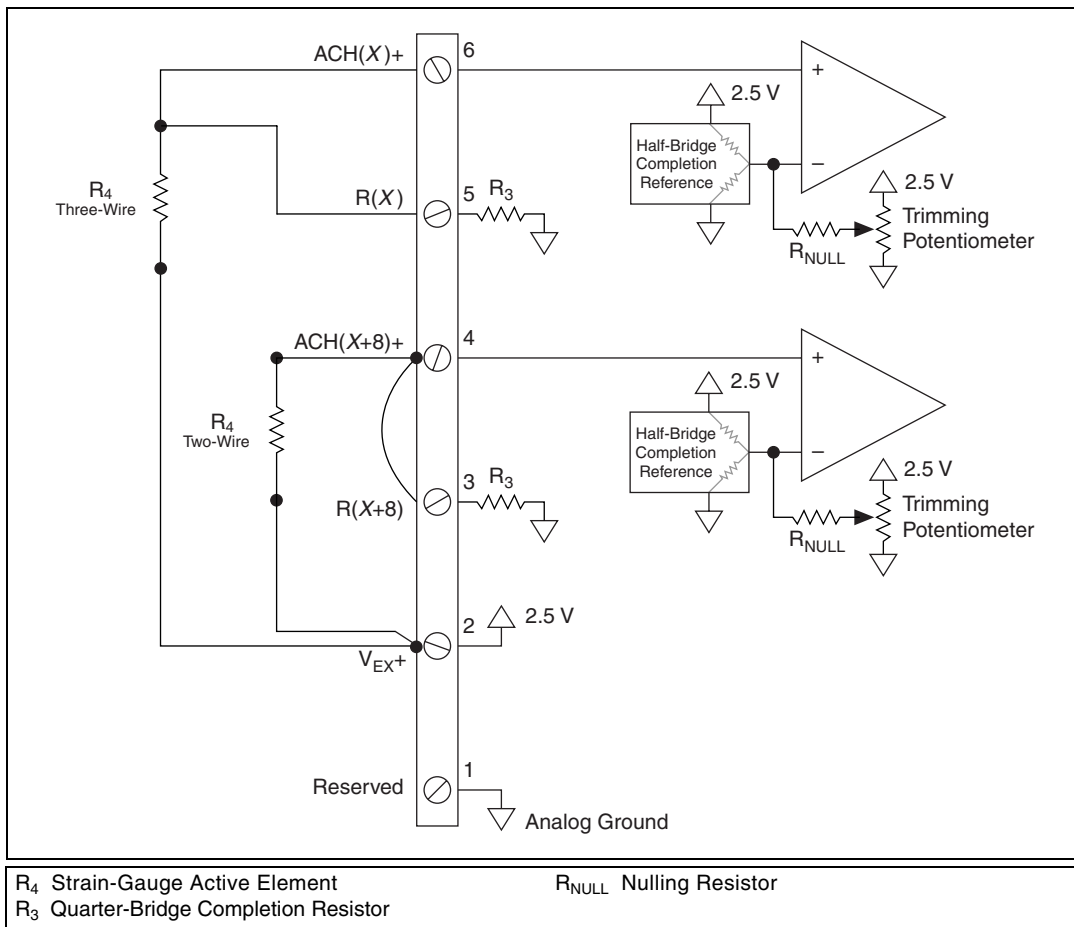 ACH(X)+
6
2.5 V
+
Half-Bridge
Completion
Reference
−
2.5 V
Trimming
Potentiometer
R4
Three-Wire
R(X)
5
R3
RNULL
ACH(X+8)+
4
+
2.5 V
Half-Bridge
Completion
Reference
−
2.5 V
Trimming
Potentiometer
R4
Two-Wire
R(X+8)
3
R3
RNULL
2
2.5 V
VEX+
1
Reserved
Analog Ground
R4 Strain-Gauge Active Element
RNULL Nulling Resistor
R3 Quarter-Bridge Completion Resistor